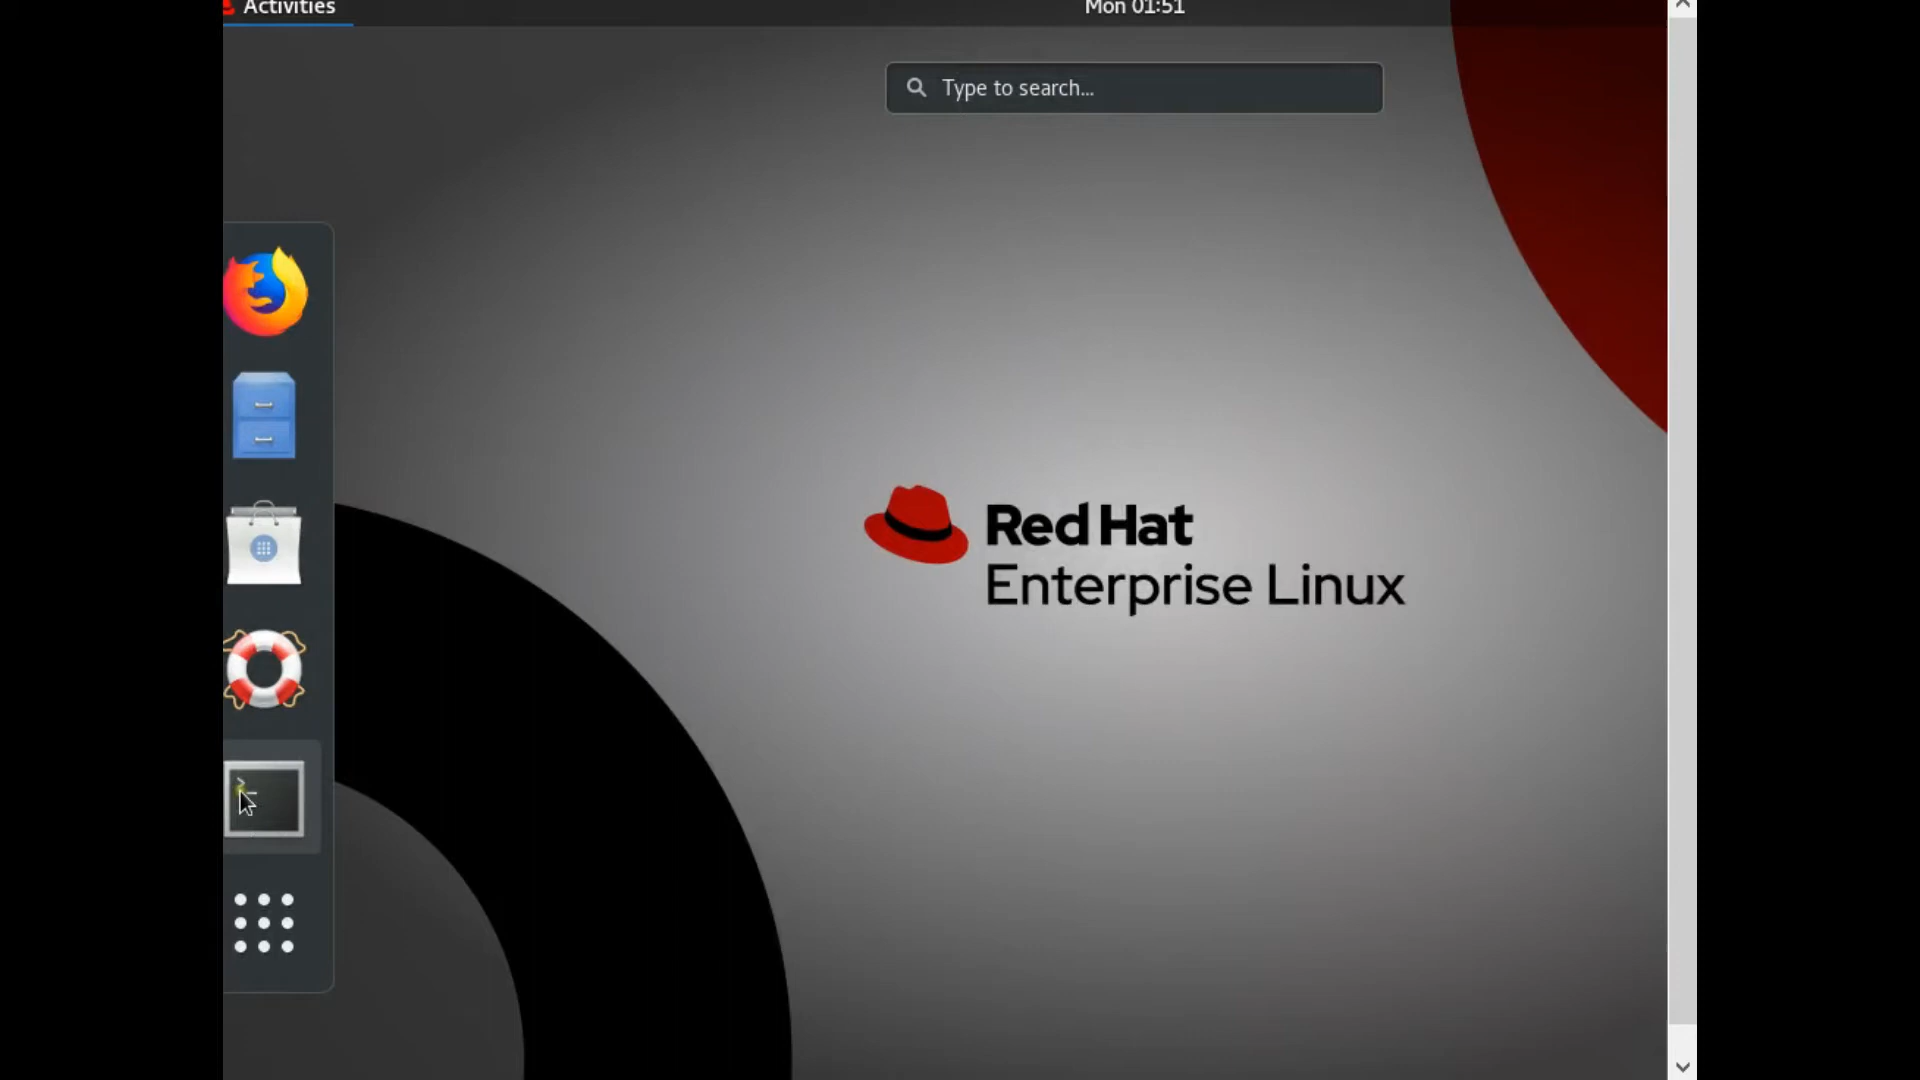 Activities
Mon 01:51
Type to search...
Red Hat
Enterprise Linux